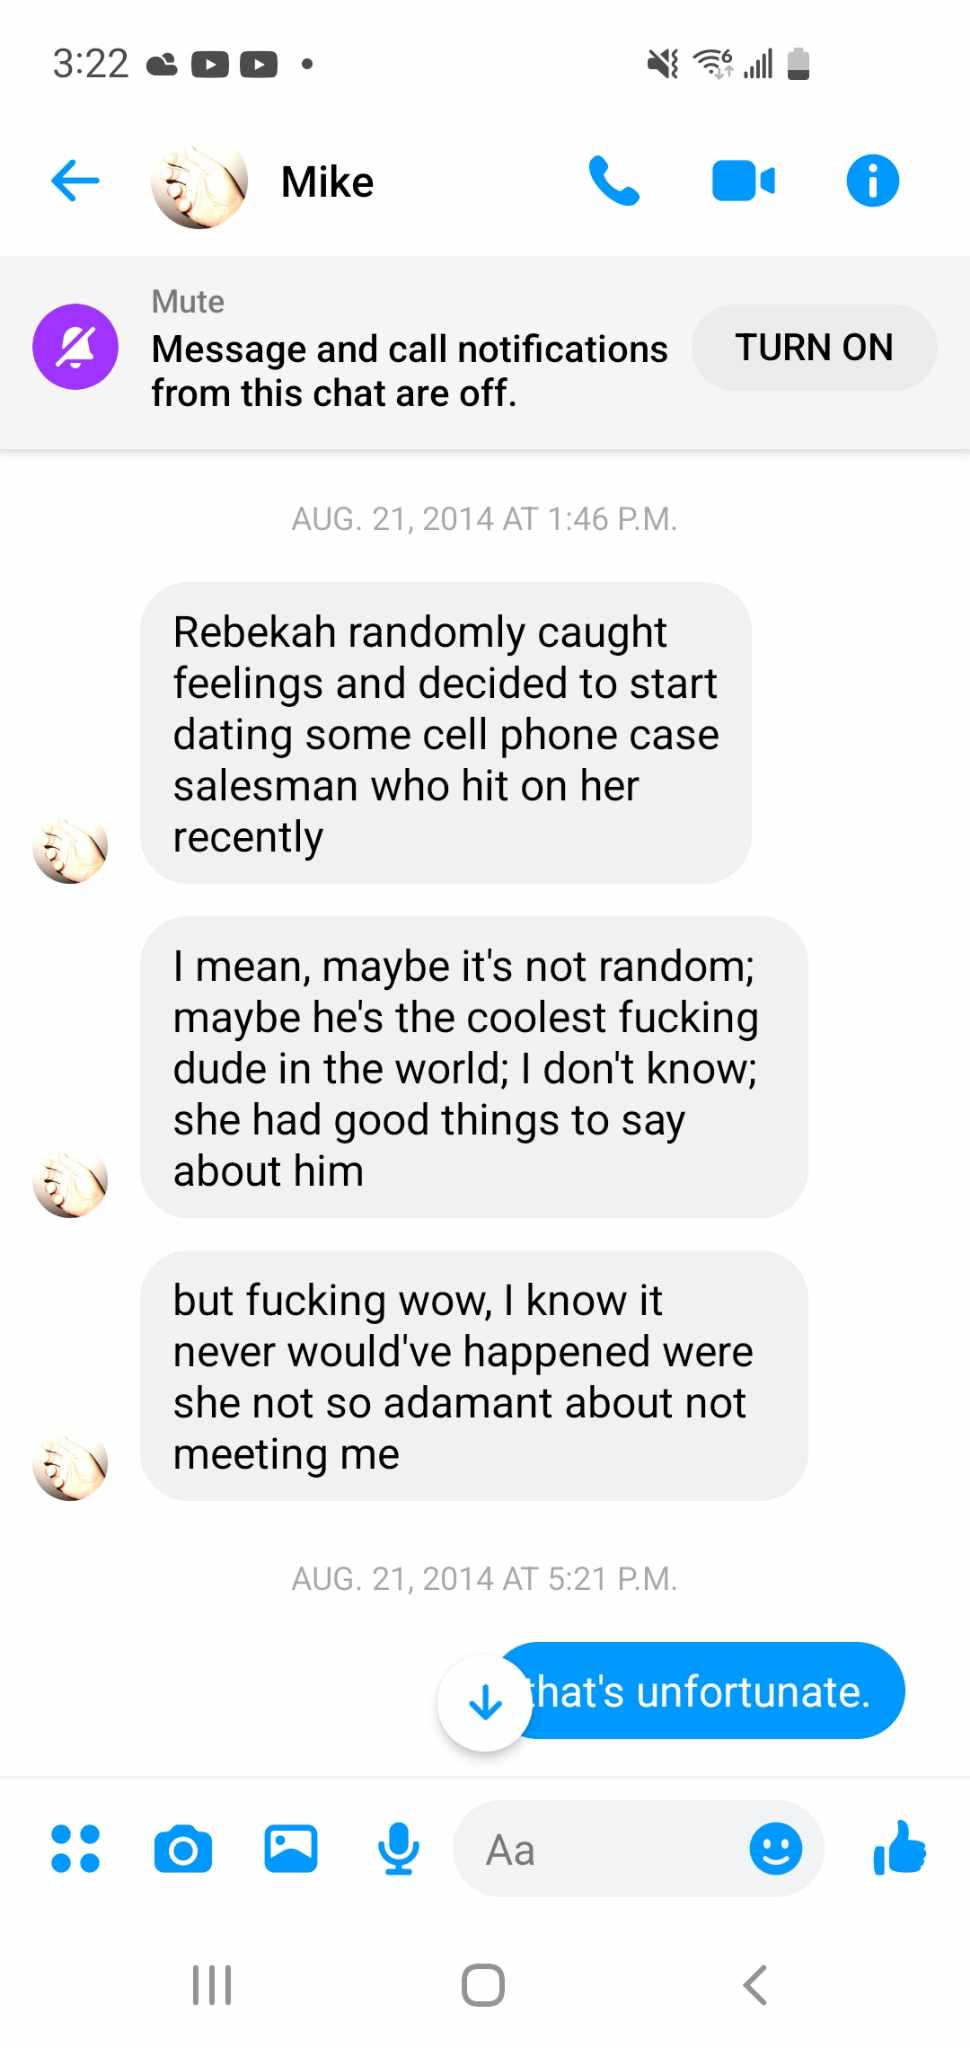 3:22
6
Mike
Mute
Message and call notifications
from this chat are off.
TURN ON
AUG. 21, 2014 AT 1:46 P.M.
Rebekah randomly caught
feelings and decided to start
dating some cell phone case
salesman who hit on her
recently
I mean, maybe it's not random;
maybe he's the coolest fucking
dude in the world; I don't know;
she had good things to say
about him
but fucking wow, I know it
never would've happened were
she not so adamant about not
meeting me
AUG. 21, 2014 AT 5:21 P.M.
that's unfortunate.
Aa